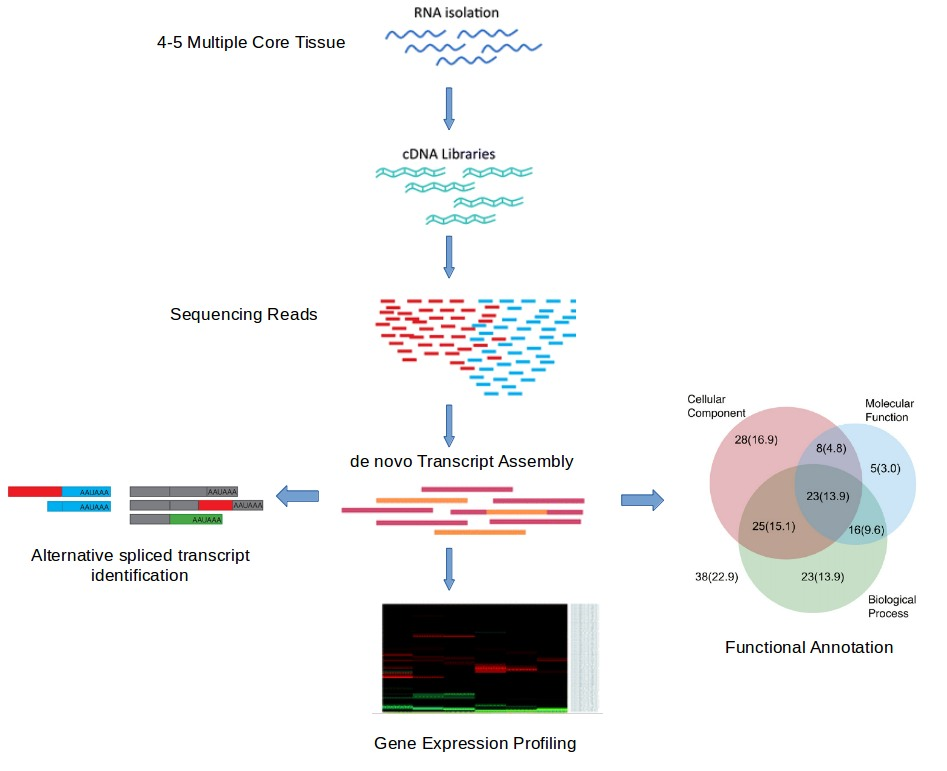 RNA isolation
4-5 Multiple Core Tissue
cDNA Libraries
Sequencing Reads
de novo Transcript Assembly
AAUAAA
AAUAAA
AAUAAA
AAUAAA
AAUAAA
Alternative spliced transcript
identification
Cellular
Component
Molecular
Function
28(16.9)
8(4.8)
5(3.0)
23(13.9)
25(15.1)
16(9.6)
38(22.9)
23(13.9)
Biological
Process
Functional Annotation
Gene Expression Profiling